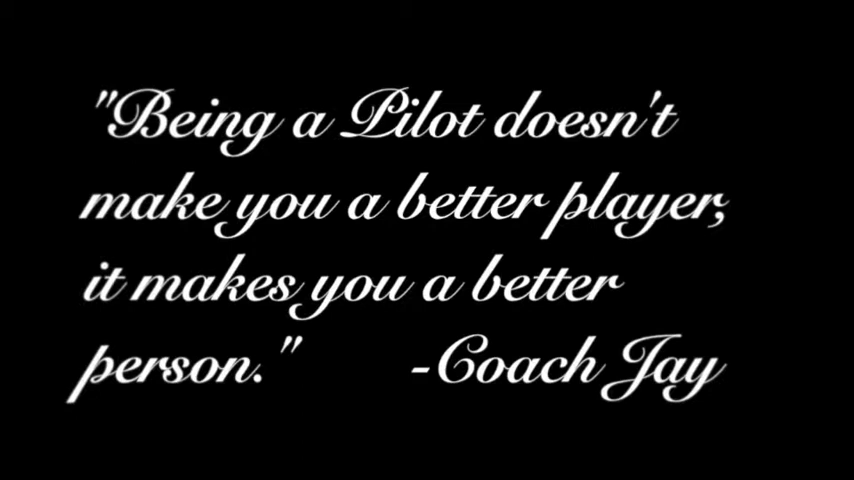 "Being a Pilot doesn't
make you a better player,
it makes you a better
person." -Coach Jay